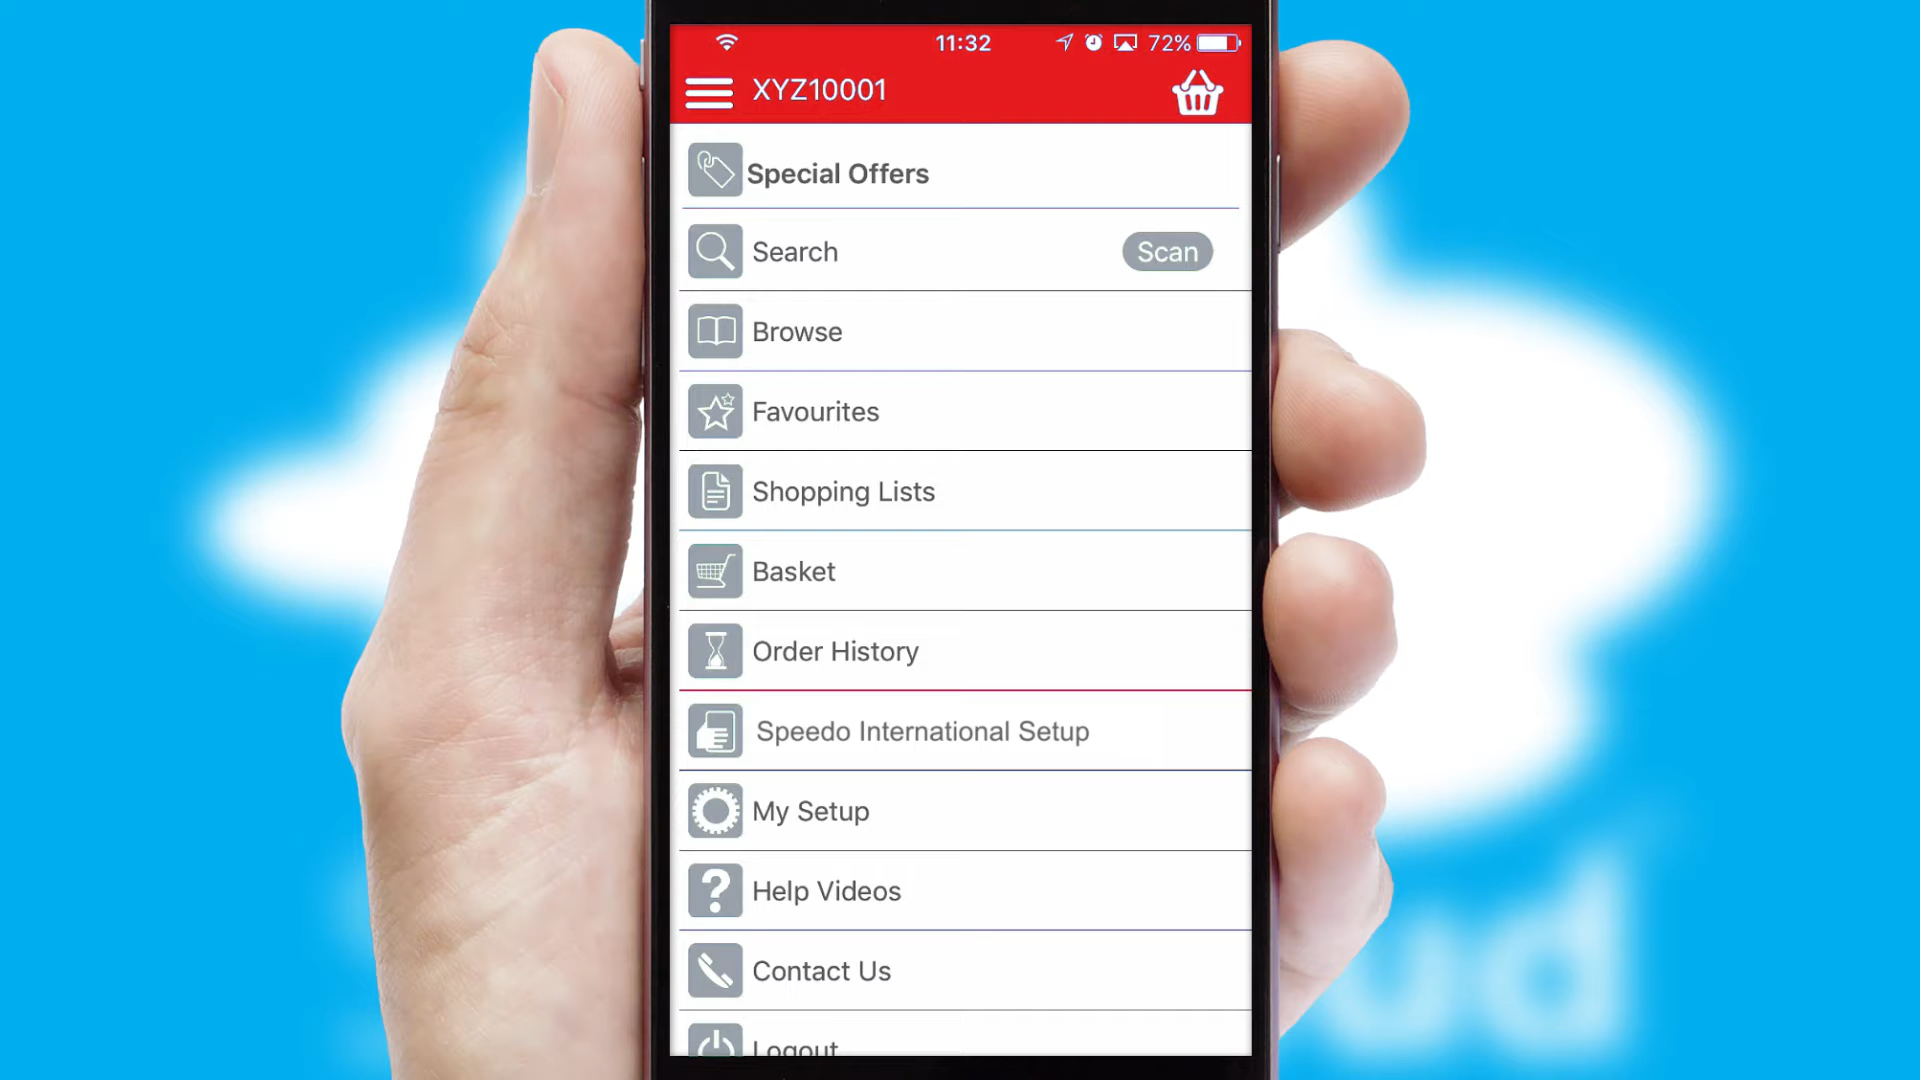 11:32 72%
XYZ10001
Special Offers
Search Scan
Browse
Favourites
Shopping Lists
Basket
Order History
Speedo International Setup
My Setup
Help Videos
Contact Us
Logout
ud